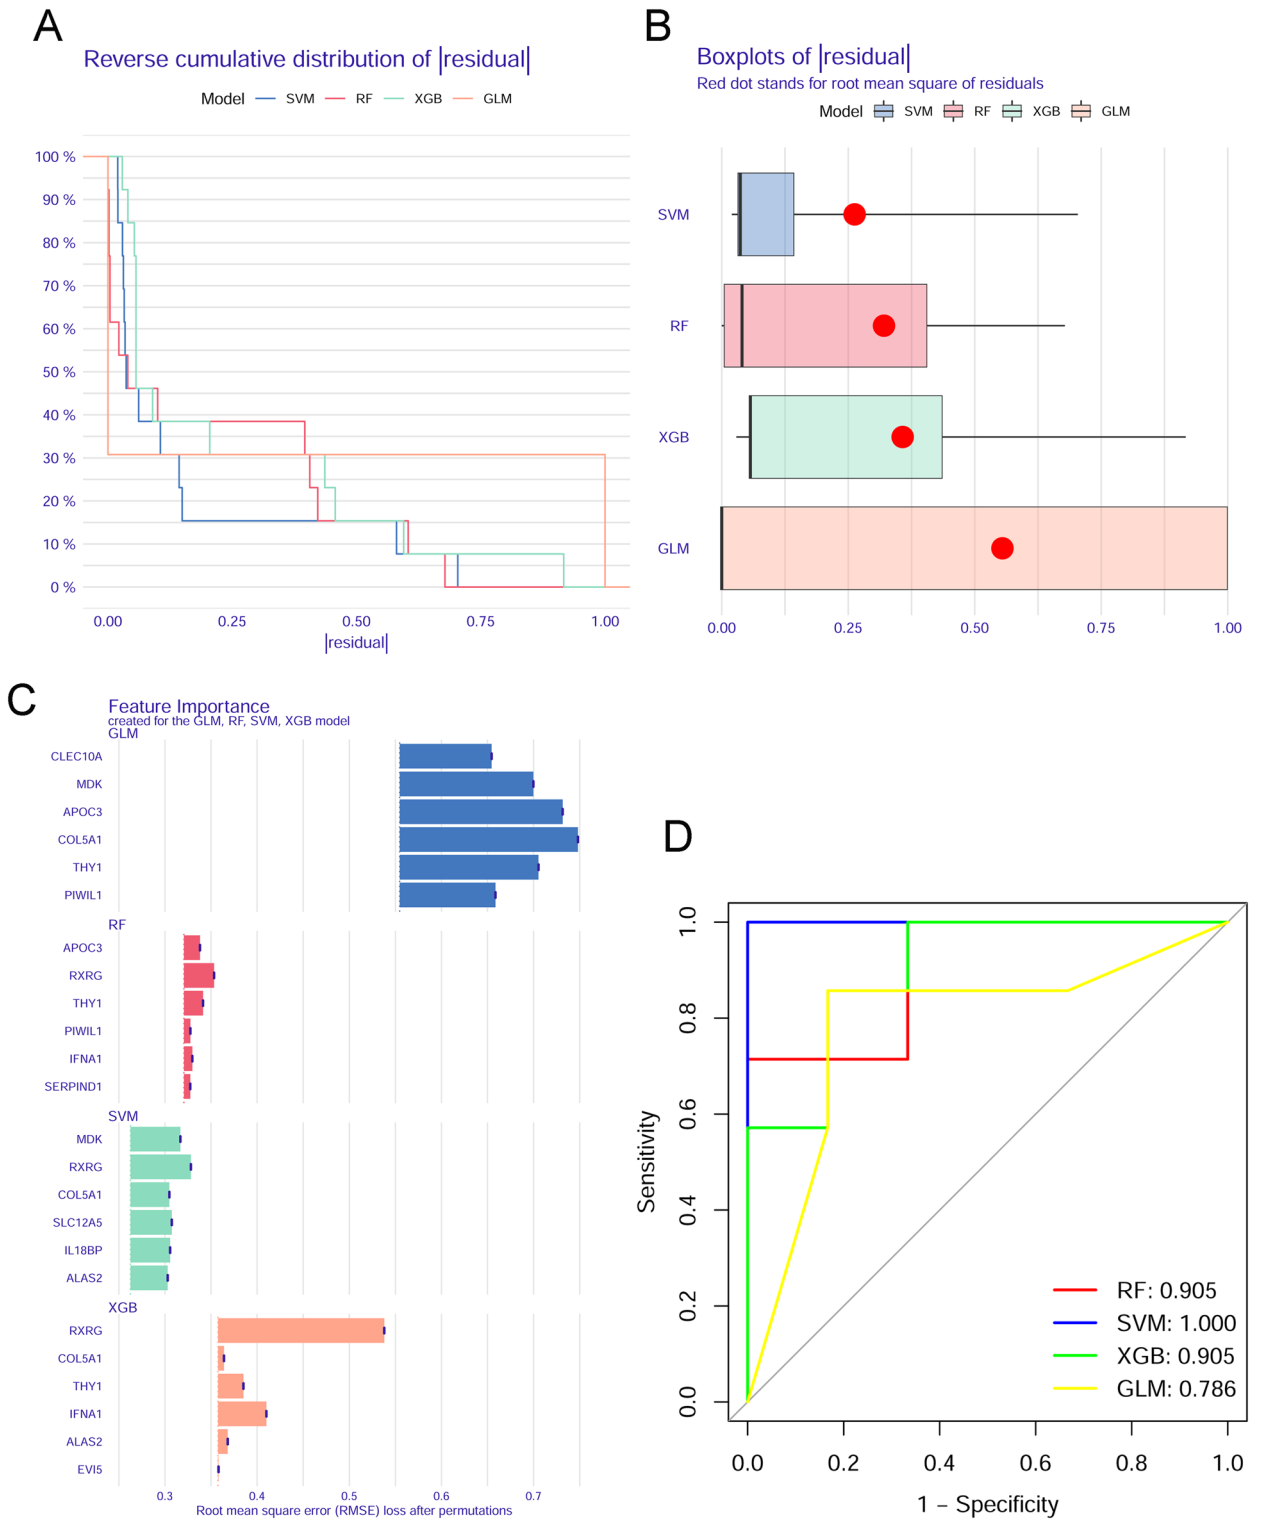 A
Reverse cumulative distribution of |residual|
Model SVM RF XGB GLM
100 %
90 %
80 %
70 %
60 %
50 %
40 %
30 %
20 %
10 %
0 %
0.00 0.25 0.50 0.75 1.00
|residual|
B
Boxplots of |residual|
Red dot stands for root mean square of residuals
Model SVM RF XGB GLM
SVM
RF
XGB
GLM
0.00 0.25 0.50 0.75 1.00
C
Feature Importance
created for the GLM, RF, SVM, XGB model
GLM
CLEC10A
MDK
APOC3
COL5A1
THY1
PIWIL1
RF
APOC3
RXRG
THY1
PIWIL1
IFNA1
SERPIND1
SVM
MDK
RXRG
COL5A1
SLC12A5
IL18BP
ALAS2
XGB
RXRG
COL5A1
THY1
IFNA1
ALAS2
EVI5
0.3 0.4 0.5 0.6 0.7
Root mean square error (RMSE) loss after permutations
D
Sensitivity
1.0
0.8
0.6
0.4
0.2
0.0
RF: 0.905
SVM: 1.000
XGB: 0.905
GLM: 0.786
0.0 0.2 0.4 0.6 0.8 1.0
1 – Specificity